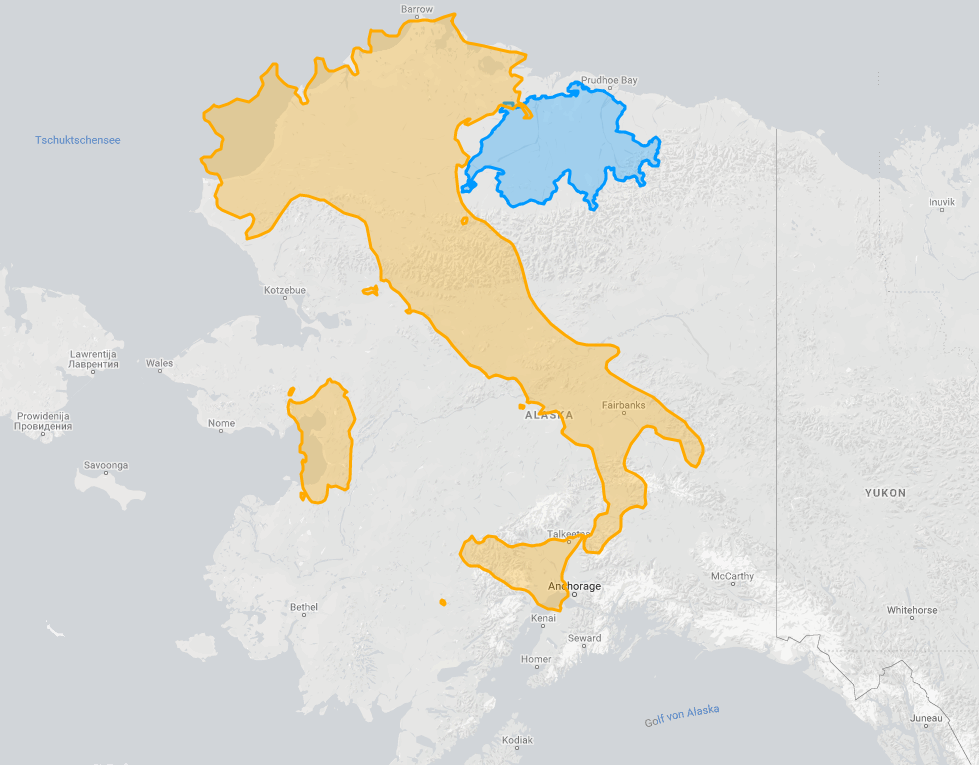 Barrow
Prudhoe Bay
Tschuktschensee
Inuvik
Kotzebue
Lawrentija
Лаврентия
Wales
Prowidenija
Провидения
Nome
Fairbanks
ALASKA
Savoonga
YUKON
Talkeetna
McCarthy
Anchorage
Bethel
Kenai
Whitehorse
Seward
Homer
Golf von Alaska
Juneau
Kodiak